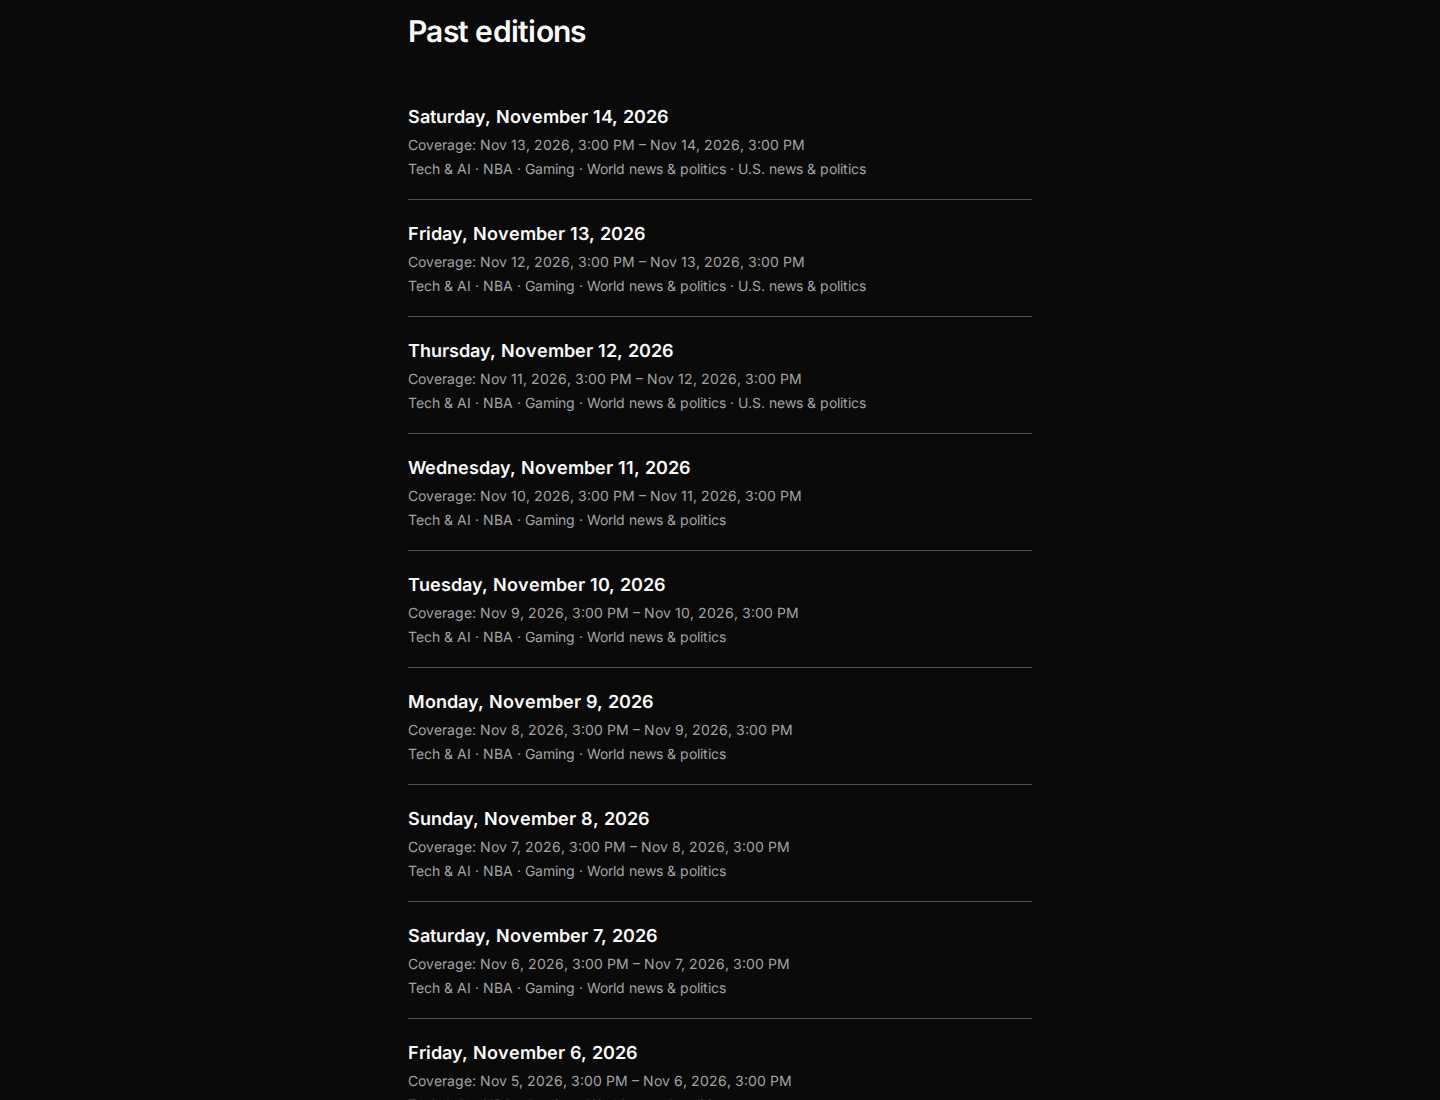 Past editions
Saturday, November 14, 2026
Coverage: Nov 13, 2026, 3:00 PM – Nov 14, 2026, 3:00 PM
Tech & AI · NBA · Gaming · World news & politics · U.S. news & politics
Friday, November 13, 2026
Coverage: Nov 12, 2026, 3:00 PM – Nov 13, 2026, 3:00 PM
Tech & AI · NBA · Gaming · World news & politics · U.S. news & politics
Thursday, November 12, 2026
Coverage: Nov 11, 2026, 3:00 PM – Nov 12, 2026, 3:00 PM
Tech & AI · NBA · Gaming · World news & politics · U.S. news & politics
Wednesday, November 11, 2026
Coverage: Nov 10, 2026, 3:00 PM – Nov 11, 2026, 3:00 PM
Tech & AI · NBA · Gaming · World news & politics
Tuesday, November 10, 2026
Coverage: Nov 9, 2026, 3:00 PM – Nov 10, 2026, 3:00 PM
Tech & AI · NBA · Gaming · World news & politics
Monday, November 9, 2026
Coverage: Nov 8, 2026, 3:00 PM – Nov 9, 2026, 3:00 PM
Tech & AI · NBA · Gaming · World news & politics
Sunday, November 8, 2026
Coverage: Nov 7, 2026, 3:00 PM – Nov 8, 2026, 3:00 PM
Tech & AI · NBA · Gaming · World news & politics
Saturday, November 7, 2026
Coverage: Nov 6, 2026, 3:00 PM – Nov 7, 2026, 3:00 PM
Tech & AI · NBA · Gaming · World news & politics
Friday, November 6, 2026
Coverage: Nov 5, 2026, 3:00 PM – Nov 6, 2026, 3:00 PM